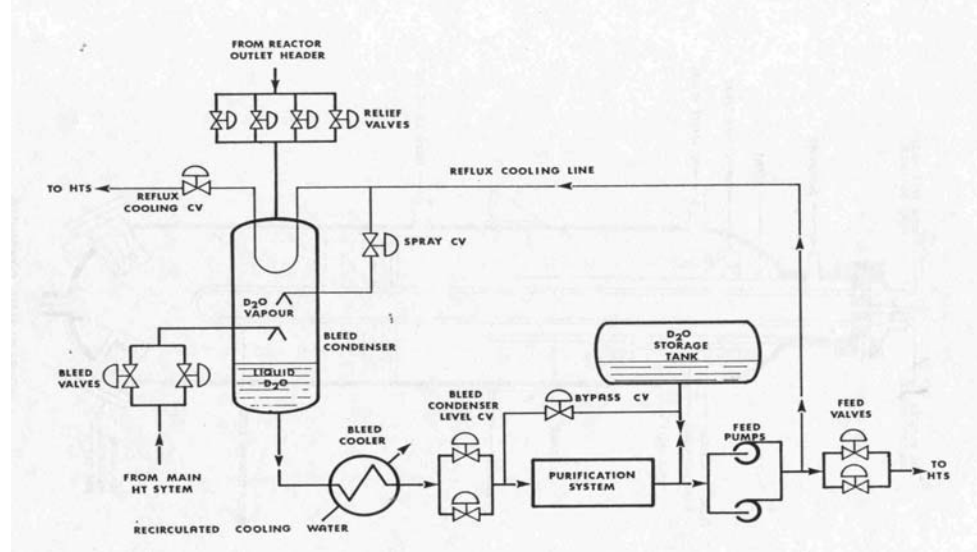 FROM REACTOR
OUTLET HEADER
RELIEF
VALVES
REFLUX COOLING LINE
TO HTS
REFLUX
COOLING CV
SPRAY CV
D2O
VAPOUR
BLEED
CONDENSER
D2O
STORAGE
TANK
BLEED
VALVES
LIQUID
D2O
BLEED
CONDENSER
LEVEL CV
BYPASS CV
FEED
VALVES
BLEED
COOLER
FEED
PUMPS
FROM MAIN
HT SYTEM
PURIFICATION
SYSTEM
TO
HTS
RECIRCULATED COOLING WATER